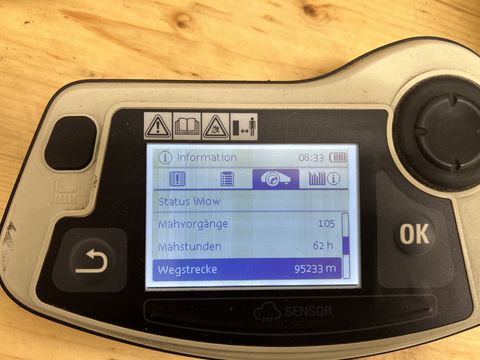 Information 08:33
Status iMow
Mähvorgänge 105
Mähstunden 62 h
Wegstrecke 95233 m
OK
SENSOR